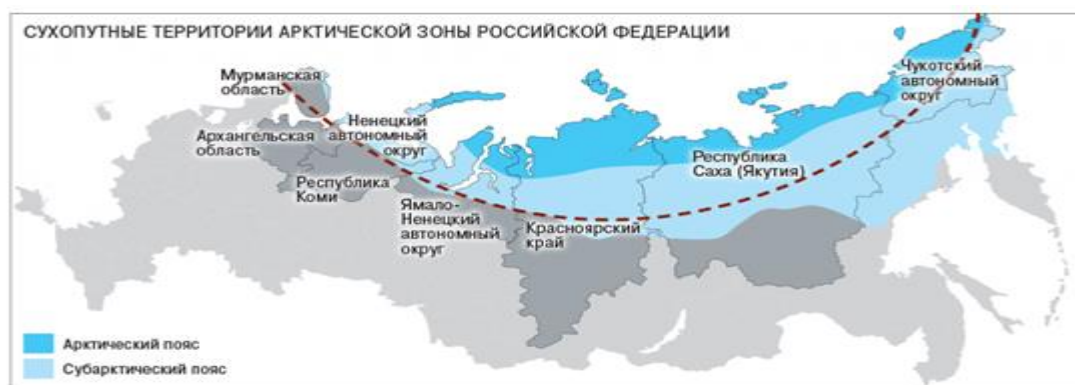 СУХОПУТНЫЕ ТЕРРИТОРИИ АРКТИЧЕСКОЙ ЗОНЫ РОССИЙСКОЙ ФЕДЕРАЦИИ
Мурманская
область
Архангельская
область
Ненецкий
автономный
округ
Республика
Коми
Ямало-
Ненецкий
автономный
округ
Красноярский
край
Республика
Саха (Якутия)
Чукотский
автономный
округ
Арктический пояс
Субарктический пояс